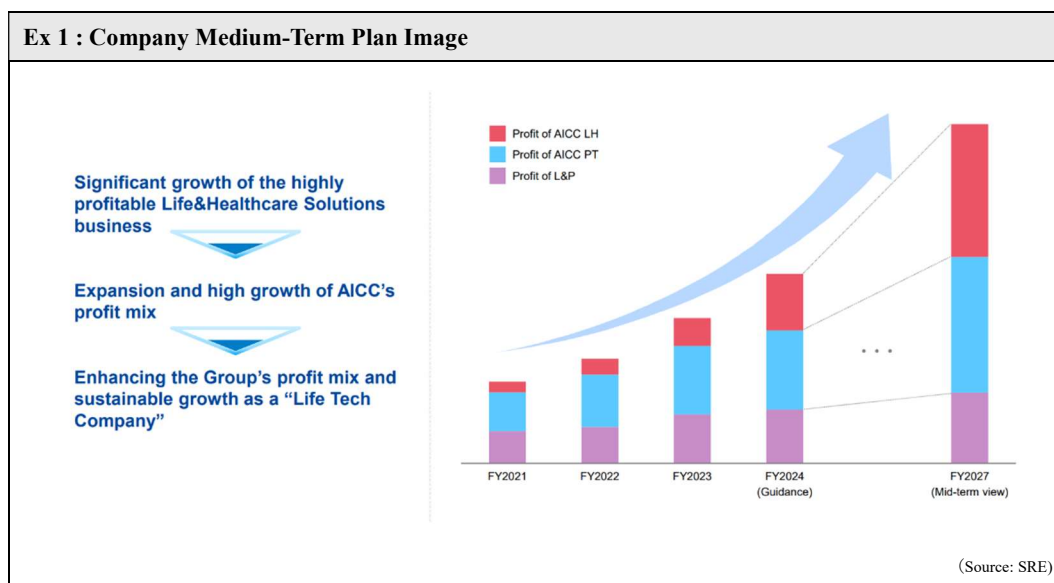 Ex 1 : Company Medium-Term Plan Image
Significant growth of the highly
profitable Life&Healthcare Solutions
business
Expansion and high growth of AICC’s
profit mix
Enhancing the Group’s profit mix and
sustainable growth as a “Life Tech
Company”
Profit of AICC LH
Profit of AICC PT
Profit of L&P
...
FY2021
FY2022
FY2023
FY2024
(Guidance)
FY2027
(Mid-term view)
（Source: SRE)